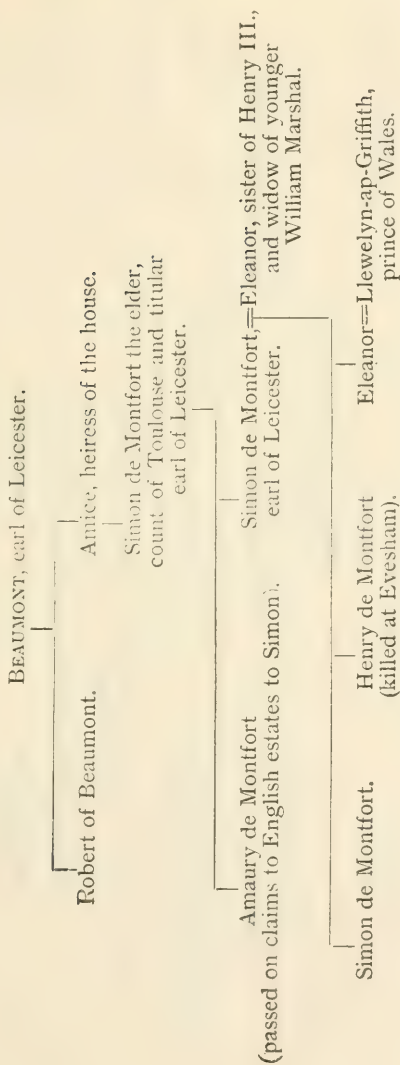 BEAUMONT, earl of Leicester.
Robert of Beaumont.
Amice, heiress of the house.
Simon de Montfort the elder,
count of Toulouse and titular
earl of Leicester.
Amaury de Montfort
(passed on claims to English estates to Simon).
Simon de Montfort,
earl of Leicester.
=Eleanor, sister of Henry III.,
and widow of younger
William Marshal.
Simon de Montfort.
Henry de Montfort
(killed at Evesham).
Eleanor=Llewelyn-ap-Griffith,
prince of Wales.